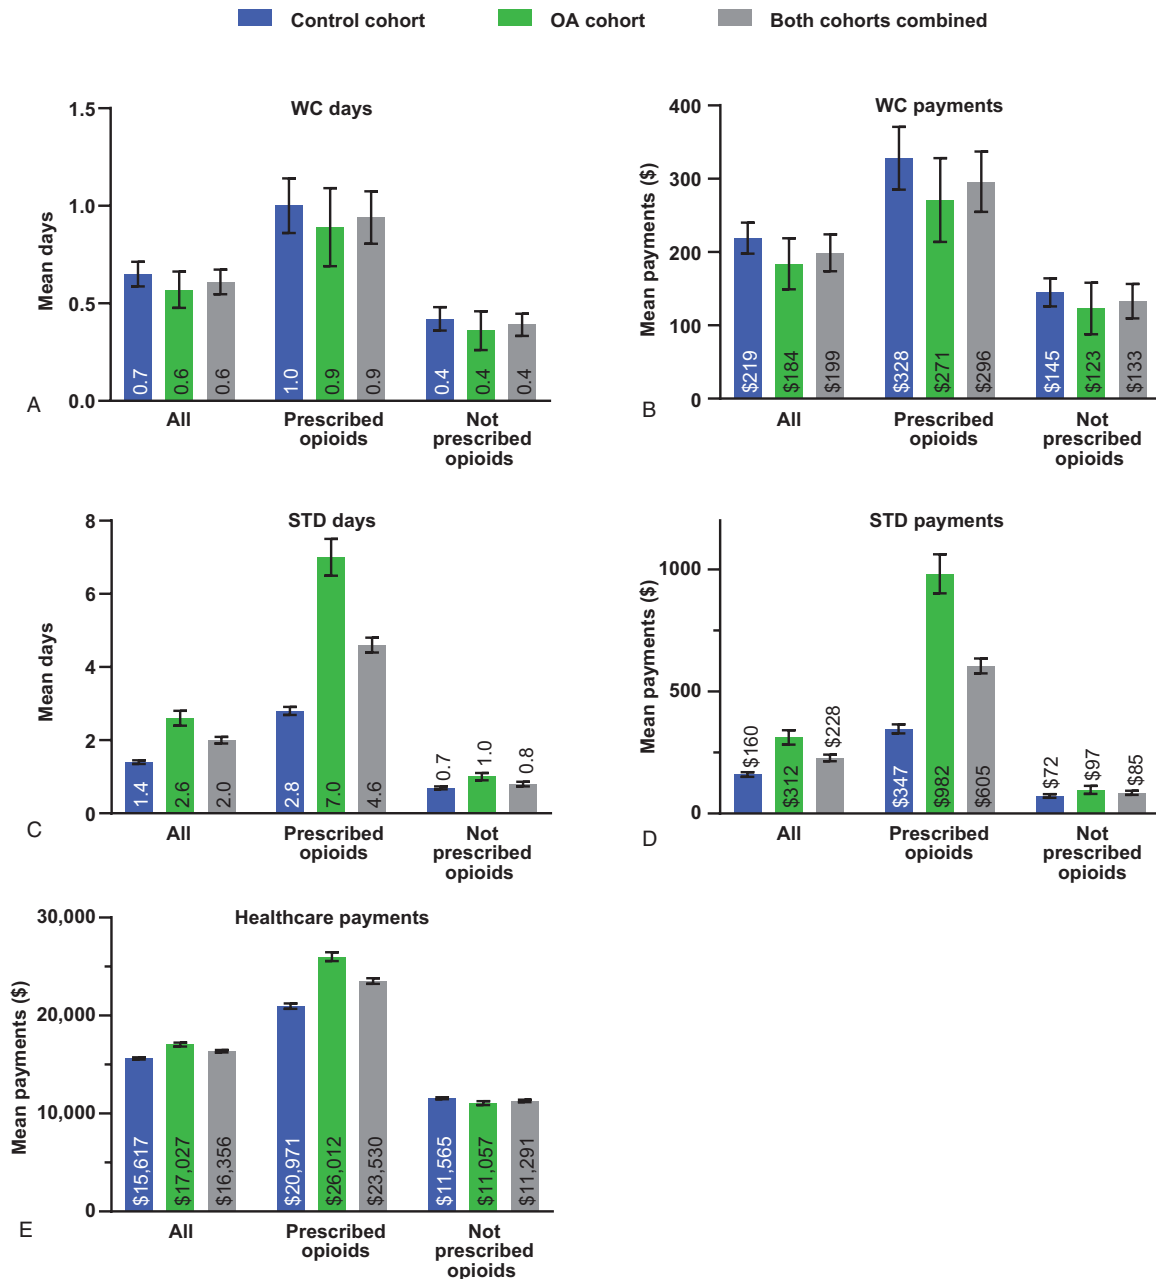 Control cohort OA cohort Both cohorts combined
WC days
Mean days
1.5
1.0
0.5
0.0
0.7 0.6 0.6 1.0 0.9 0.9 0.4 0.4 0.4
A
All Prescribed opioids Not prescribed opioids
WC payments
Mean payments ($)
400
300
200
100
0
$219 $184 $199 $328 $271 $296 $145 $123 $133
B
All Prescribed opioids Not prescribed opioids
STD days
Mean days
8
6
4
2
0
1.4 2.6 2.0 2.8 7.0 4.6 0.7 1.0 0.8
C
All Prescribed opioids Not prescribed opioids
STD payments
Mean payments ($)
1000
500
0
$160 $312 $228 $347 $982 $605 $72 $97 $85
D
All Prescribed opioids Not prescribed opioids
Healthcare payments
Mean payments ($)
30,000
20,000
10,000
0
$15,617 $17,027 $16,356 $20,971 $26,012 $23,530 $11,565 $11,057 $11,291
E
All Prescribed opioids Not prescribed opioids